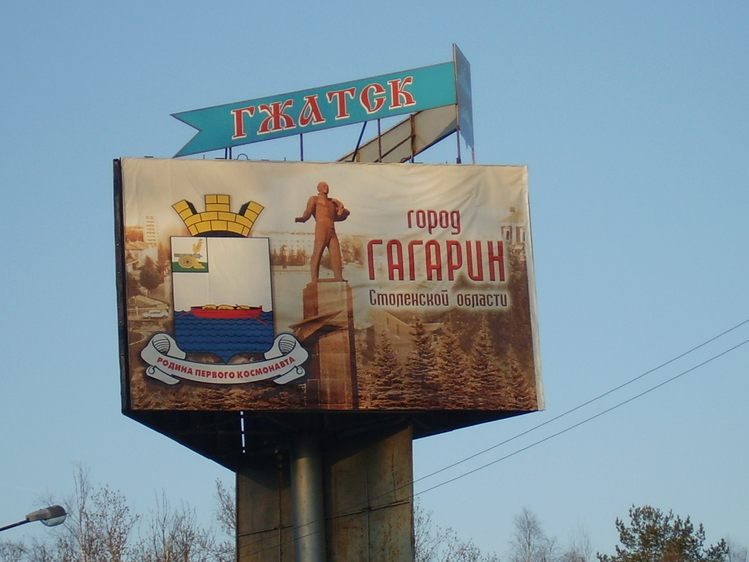 ГЖАТСК
город
ГАГАРИН
Смоленской области
РОДИНА ПЕРВОГО КОСМОНАВТА